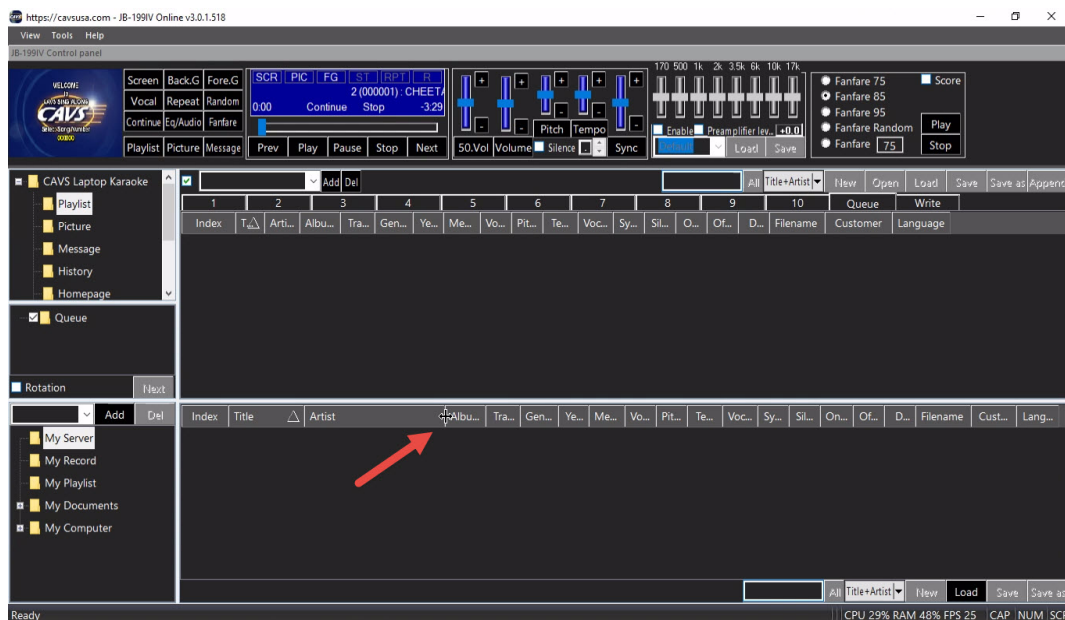 https://cavsusa.com - JB-199IV Online v3.0.1.518
View Tools Help
JB-199IV Control panel
WELCOME
CAVS SING ALONG
CAVS
000000
Screen Back.G Fore.G
Vocal Repeat Random
Continue Eq/Audio Fanfare
Playlist Picture Message
SCR PIC FG ST RPT R
2 (000001) : CHEETA
0:00 Continue Stop -3:29
Prev Play Pause Stop Next
+ + + + +
- - - - -
Pitch Tempo
50.Vol Volume Silence Sync
170 500 1k 2k 3.5k 6k 10k 17k
Enable Preamplifier lev... +0.0
Default Load Save
Fanfare 75 Score
Fanfare 85
Fanfare 95
Fanfare Random Play
Fanfare 75 Stop
CAVS Laptop Karaoke
Playlist
Picture
Message
History
Homepage
Queue
Rotation Next
Add Del
All Title+Artist New Open Load Save Save as Append
1 2 3 4 5 6 7 8 9 10 Queue Write
Index T... Arti... Albu... Tra... Gen... Ye... Me... Vo... Pit... Te... Voc... Sy... Sil... O... Of... D... Filename Customer Language
Add Del
My Server
My Record
My Playlist
My Documents
My Computer
Index Title Artist Albu... Tra... Gen... Ye... Me... Vo... Pit... Te... Voc... Sy... Sil... On... Of... D... Filename Cust... Lang...
All Title+Artist New Load Save Save as
Ready
CPU 29% RAM 48% FPS 25 CAP NUM SCR